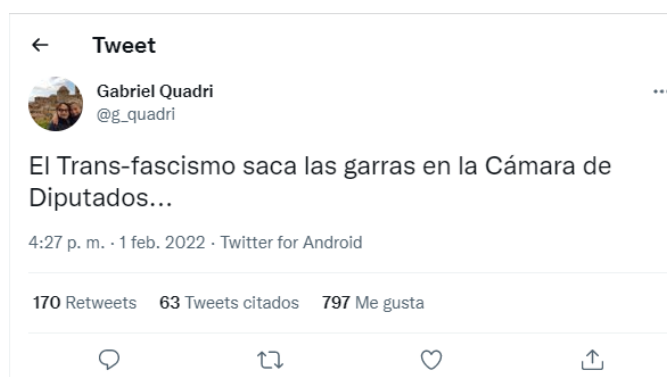 Tweet
Gabriel Quadri
@g_quadri
El Trans-fascismo saca las garras en la Cámara de
Diputados...
4:27 p. m. · 1 feb. 2022 · Twitter for Android
170 Retweets 63 Tweets citados 797 Me gusta